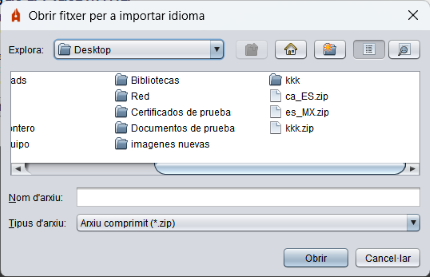 Obrir fitxer per a importar idioma
Explora: Desktop
ads
ontero
uipo
Bibliotecas
Red
Certificados de prueba
Documentos de prueba
imagenes nuevas
kkk
ca_ES.zip
es_MX.zip
kkk.zip
Nom d'arxiu:
Tipus d'arxiu: Arxiu comprimit (*.zip)
Obrir Cancel·lar